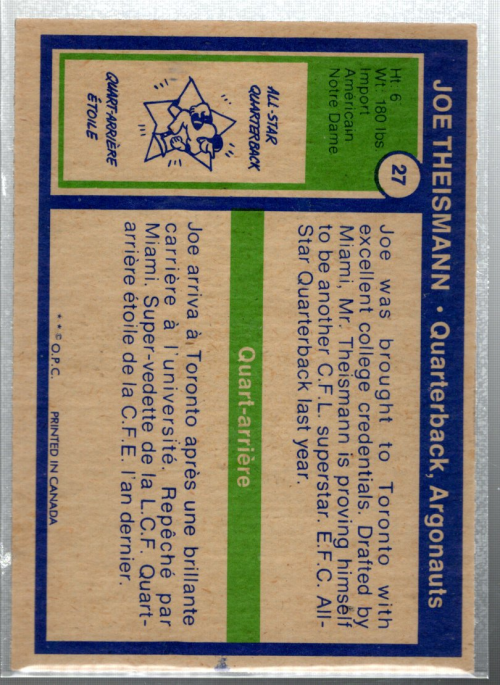 JOE THEISMANN • Quarterback, Argonauts
27
Ht. 6'
Wt. 180 lbs
Import
Américain
Notre Dame
ALL-STAR
QUARTERBACK
QUART-ARRIÈRE
ÉTOILE
Joe was brought to Toronto with
excellent college credentials. Drafted by
Miami, Mr. Theismann is proving himself
to be another C.F.L. superstar. E.F.C. All-
Star Quarterback last year.
Quart-arrière
Joe arriva à Toronto après une brillante
carrière à l'université. Repêché par
Miami. Super-vedette de la L.C.F. Quart-
arrière étoile de la C.F.E. l'an dernier.
* * © O.P.C. PRINTED IN CANADA